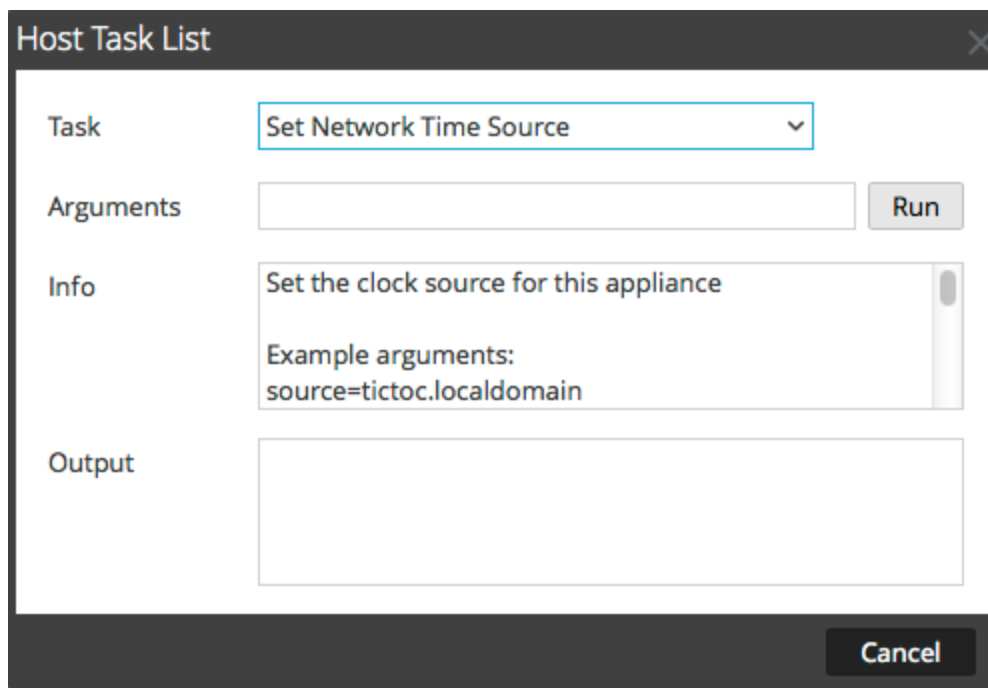 Host Task List
Task
Set Network Time Source
Arguments
Run
Info
Set the clock source for this appliance
Example arguments:
source=tictoc.localdomain
Output
Cancel